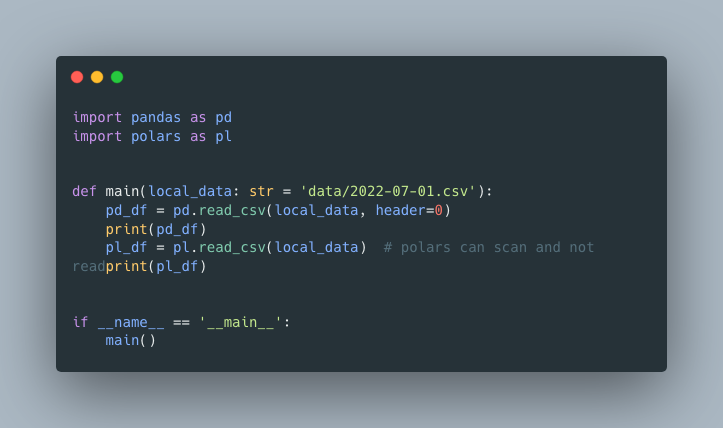 import pandas as pd
import polars as pl
def main(local_data: str = 'data/2022-07-01.csv'):
    pd_df = pd.read_csv(local_data, header=0)
    print(pd_df)
    pl_df = pl.read_csv(local_data)  # polars can scan and not
readprint(pl_df)
if __name__ == '__main__':
    main()